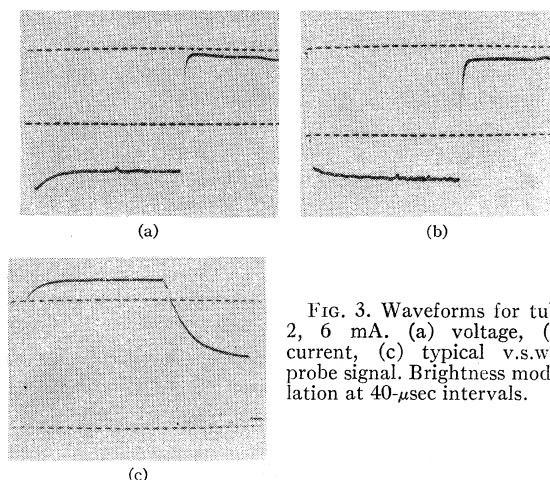 (a)
(b)
FIG. 3. Waveforms for tu
2, 6 mA. (a) voltage, (
current, (c) typical v.s.w
probe signal. Brightness mod
lation at 40-μsec intervals.
(c)